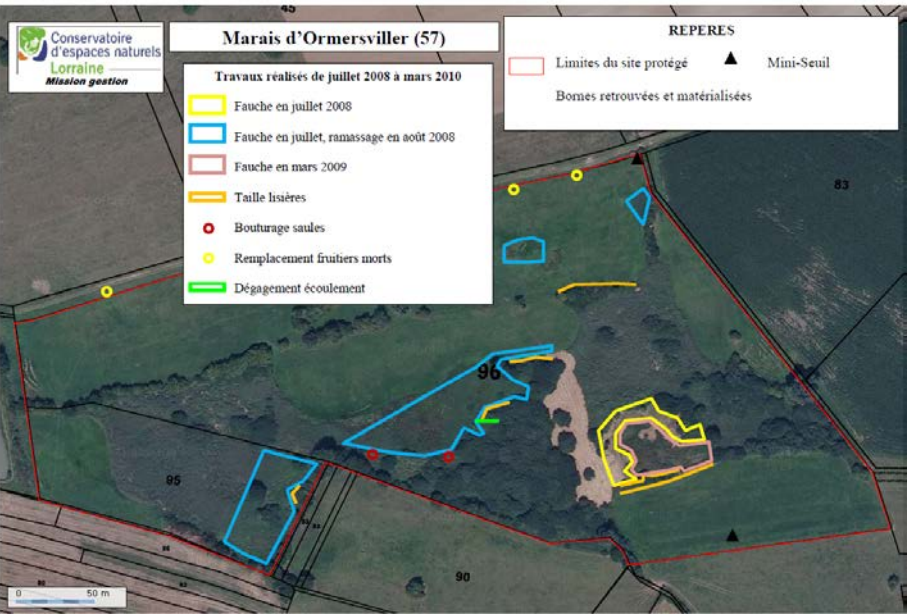 45
Conservatoire
d'espaces naturels
Lorraine
Mission gestion
Marais d'Ormersviller (57)
REPERES
Limites du site protégé
Mini-Seuil
Bornes retrouvées et matérialisées
Travaux réalisés de juillet 2008 à mars 2010
Fauche en juillet 2008
Fauche en juillet, ramassage en août 2008
Fauche en mars 2009
Taille lisières
Bouturage saules
Remplacement fruitiers morts
Dégagement écoulement
83
96
95
90
0 50 m